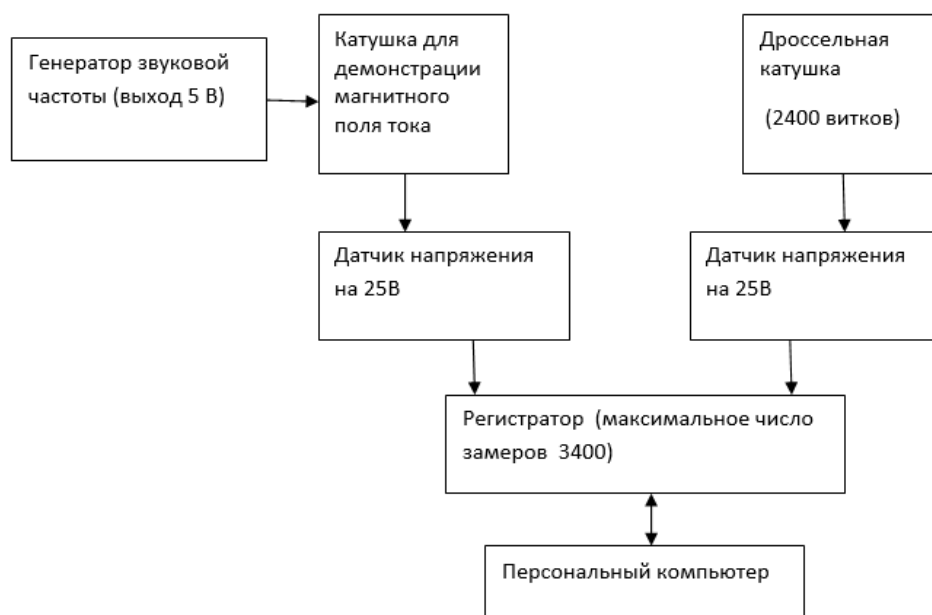 Генератор звуковой
частоты (выход 5 В)
Катушка для
демонстрации
магнитного
поля тока
Дроссельная
катушка
(2400 витков)
Датчик напряжения
на 25В
Датчик напряжения
на 25В
Регистратор (максимальное число
замеров 3400)
Персональный компьютер